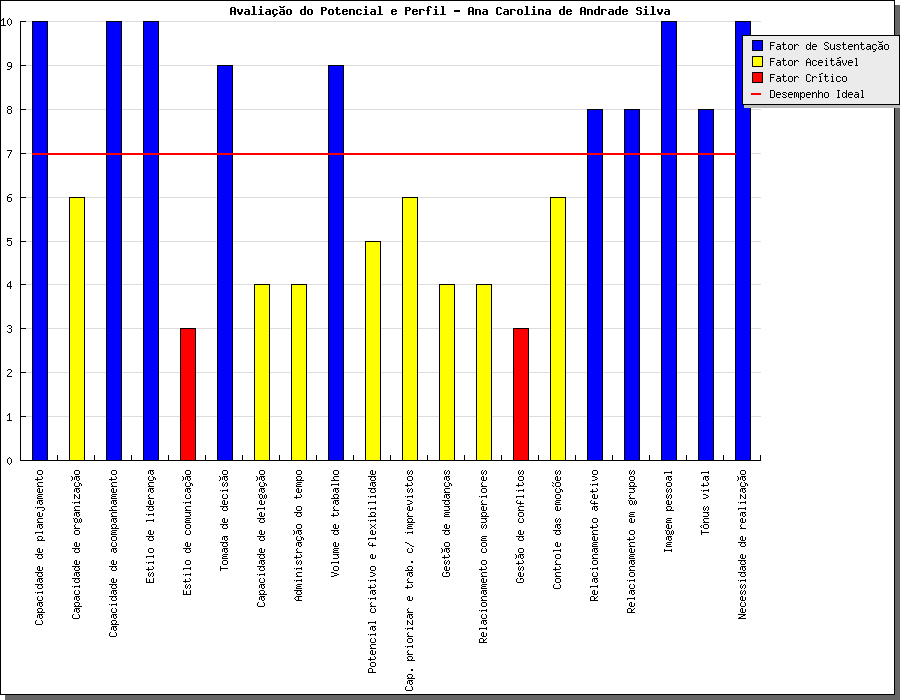 Avaliação do Potencial e Perfil - Ana Carolina de Andrade Silva
10
9
8
7
6
5
4
3
2
1
0
Fator de Sustentação
Fator Aceitável
Fator Crítico
Desempenho Ideal
Capacidade de planejamento
Capacidade de organização
Capacidade de acompanhamento
Estilo de liderança
Estilo de comunicação
Tomada de decisão
Capacidade de delegação
Administração do tempo
Volume de trabalho
Potencial criativo e flexibilidade
Cap. priorizar e trab. c/ imprevistos
Gestão de mudanças
Relacionamento com superiores
Gestão de conflitos
Controle das emoções
Relacionamento afetivo
Relacionamento em grupos
Imagem pessoal
Tônus vital
Necessidade de realização